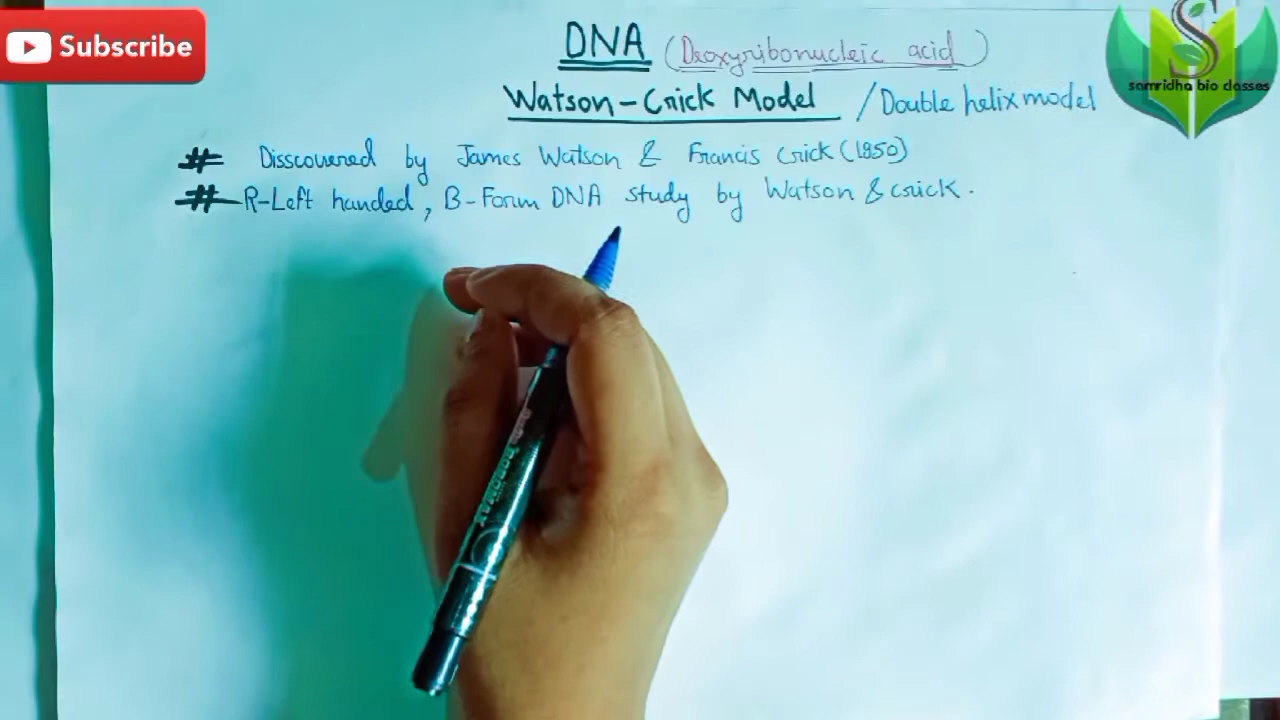 Subscribe
DNA (Deoxyribonucleic acid)
Watson-Crick Model / Double helix model
samridha bio classes
# Disscovered by James Watson & Francis Crick (1950)
# R-Left handed, B-Form DNA study by Watson & crick.